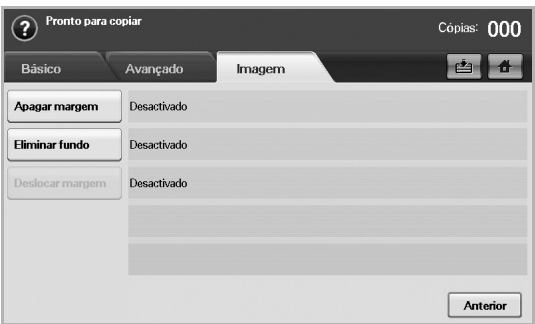 ? Pronto para copiar
Cópias: 000
Básico Avançado Imagem
Apagar margem Desactivado
Eliminar fundo Desactivado
Deslocar margem Desactivado
Anterior